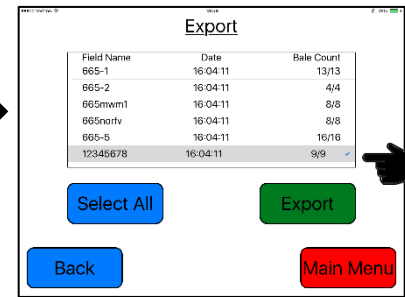 Export
Field Name Date Bale Count
665-1 16:04:11 13/13
665-2 16:04:11 4/4
665mwm1 16:04:11 8/8
665norfv 16:04:11 8/8
665-5 16:04:11 16/16
12345678 16:04:11 9/9
Select All Export
Back Main Menu